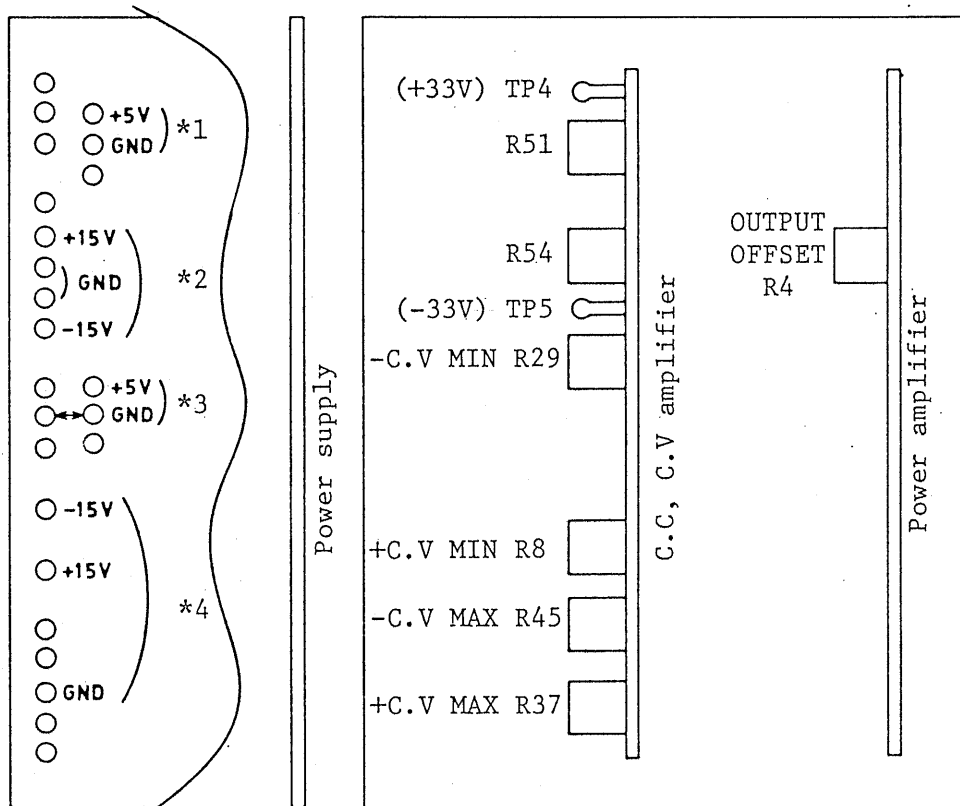 +5V
GND
*1
+15V
GND
-15V
*2
+5V
GND
*3
-15V
+15V
*4
GND
Power supply
(+33V) TP4
R51
R54
(-33V) TP5
-C.V MIN R29
+C.V MIN R8
-C.V MAX R45
+C.V MAX R37
C.C, C.V amplifier
OUTPUT
OFFSET
R4
Power amplifier